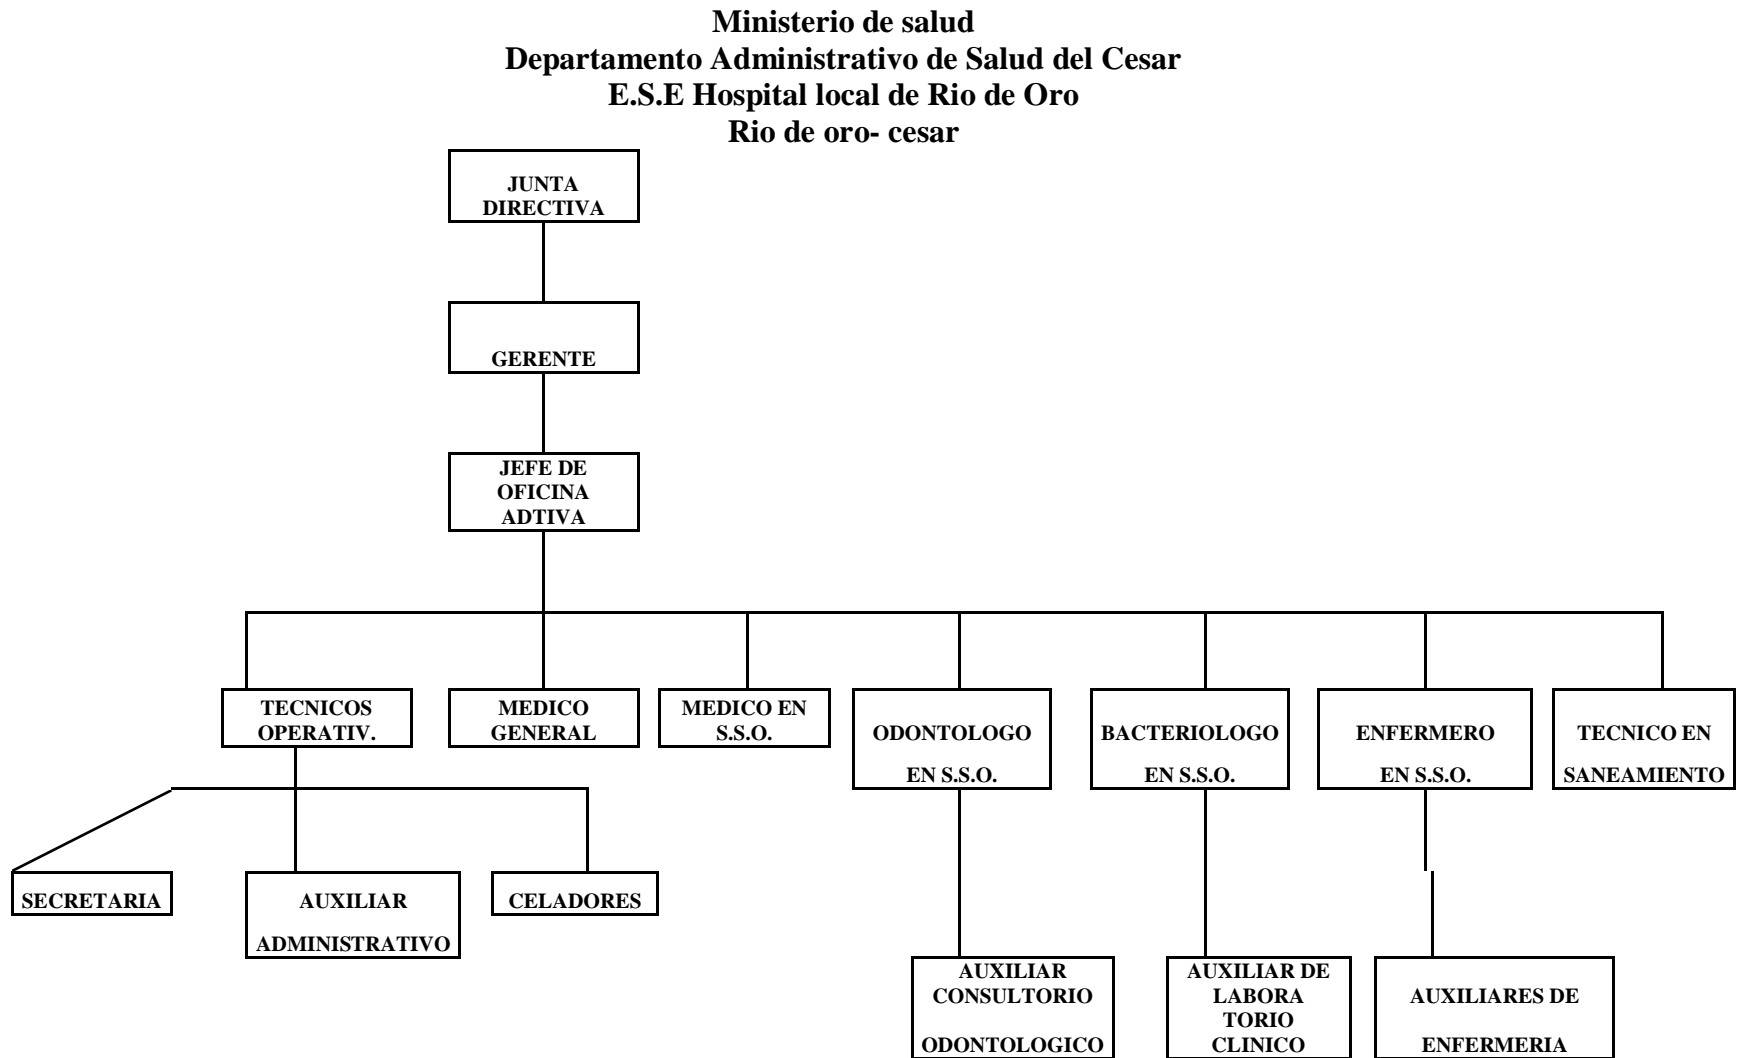 Ministerio de salud
Departamento Administrativo de Salud del Cesar
E.S.E Hospital local de Rio de Oro
Rio de oro- cesar
JUNTA
DIRECTIVA
GERENTE
JEFE DE
OFICINA
ADTIVA
TECNICOS
OPERATIV.
MEDICO
GENERAL
MEDICO EN
S.S.O.
ODONTOLOGO
EN S.S.O.
BACTERIOLOGO
EN S.S.O.
ENFERMERO
EN S.S.O.
TECNICO EN
SANEAMIENTO
SECRETARIA
AUXILIAR
ADMINISTRATIVO
CELADORES
AUXILIAR
CONSULTORIO
ODONTOLOGICO
AUXILIAR DE
LABORA
TORIO
CLINICO
AUXILIARES DE
ENFERMERIA